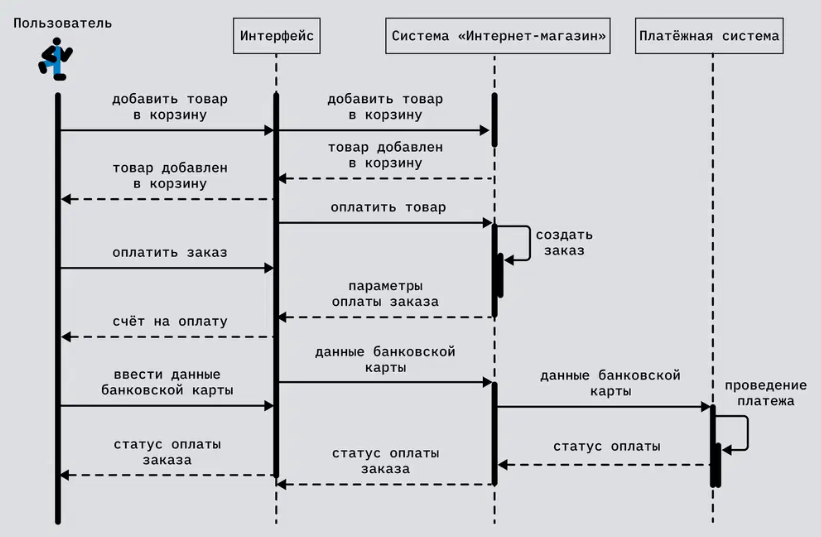 Пользователь
Интерфейс
Система «Интернет-магазин»
Платёжная система
добавить товар
в корзину
добавить товар
в корзину
товар добавлен
в корзину
товар добавлен
в корзину
оплатить товар
создать
заказ
оплатить заказ
параметры
оплаты заказа
счёт на оплату
данные банковской
карты
ввести данные
банковской карты
данные банковской
карты
проведение
платежа
статус оплаты
заказа
статус оплаты
заказа
статус оплаты